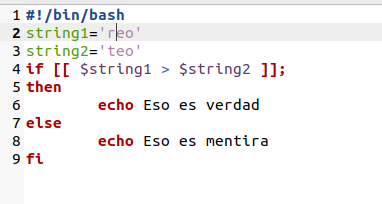 1 #!/bin/bash
2 string1='reo'
3 string2='teo'
4 if [[ $string1 > $string2 ]];
5 then
6         echo Eso es verdad
7 else
8         echo Eso es mentira
9 fi